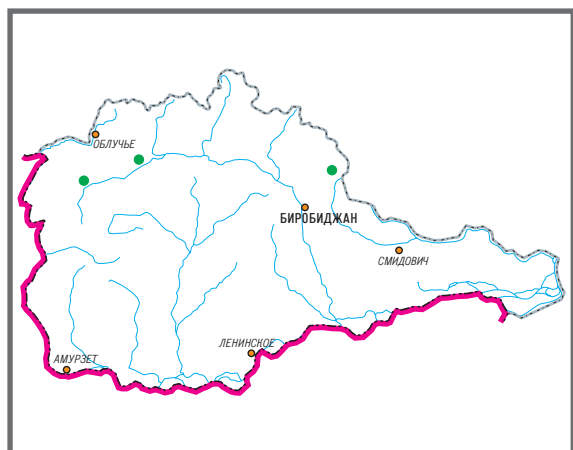 ОБЛУЧЬЕ
БИРОБИДЖАН
СМИДОВИЧ
ЛЕНИНСКОЕ
АМУРЗЕТ